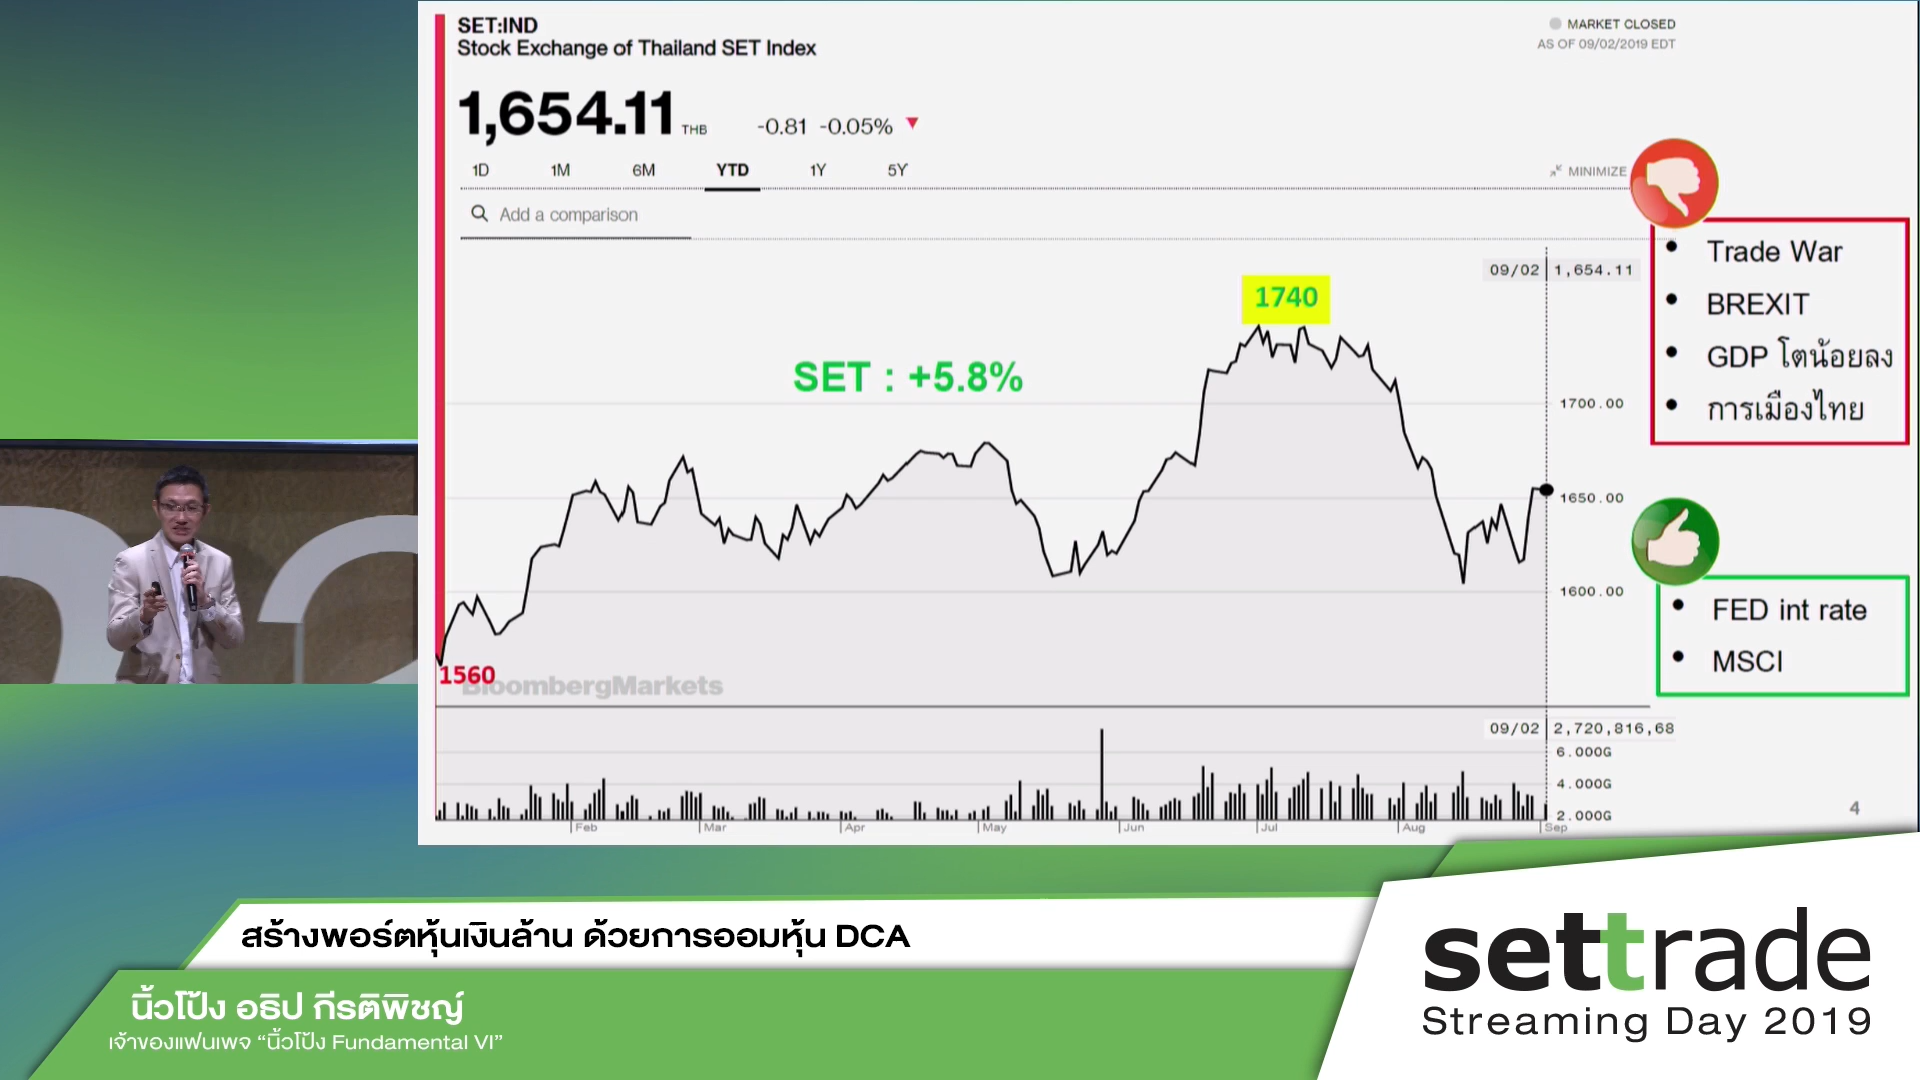 SET:IND
Stock Exchange of Thailand SET Index
MARKET CLOSED
AS OF 09/02/2019 EDT
1,654.11 THB -0.81 -0.05%
1D 1M 6M YTD 1Y 5Y
MINIMIZE
Add a comparison
09/02 1,654.11
1740
SET : +5.8%
1700.00
1650.00
1600.00
1560
BloombergMarkets
09/02 2,720,816,68
6.000G
4.000G
2.000G
Feb Mar Apr May Jun Jul Aug Sep
• Trade War
• BREXIT
• GDP โตน้อยลง
• การเมืองไทย
• FED int rate
• MSCI
4
สร้างพอร์ตหุ้นเงินล้าน ด้วยการออมหุ้น DCA
นิ้วโป้ง อธิป กีรติพิชญ์
เจ้าของแฟนเพจ “นิ้วโป้ง Fundamental VI”
settrade
Streaming Day 2019